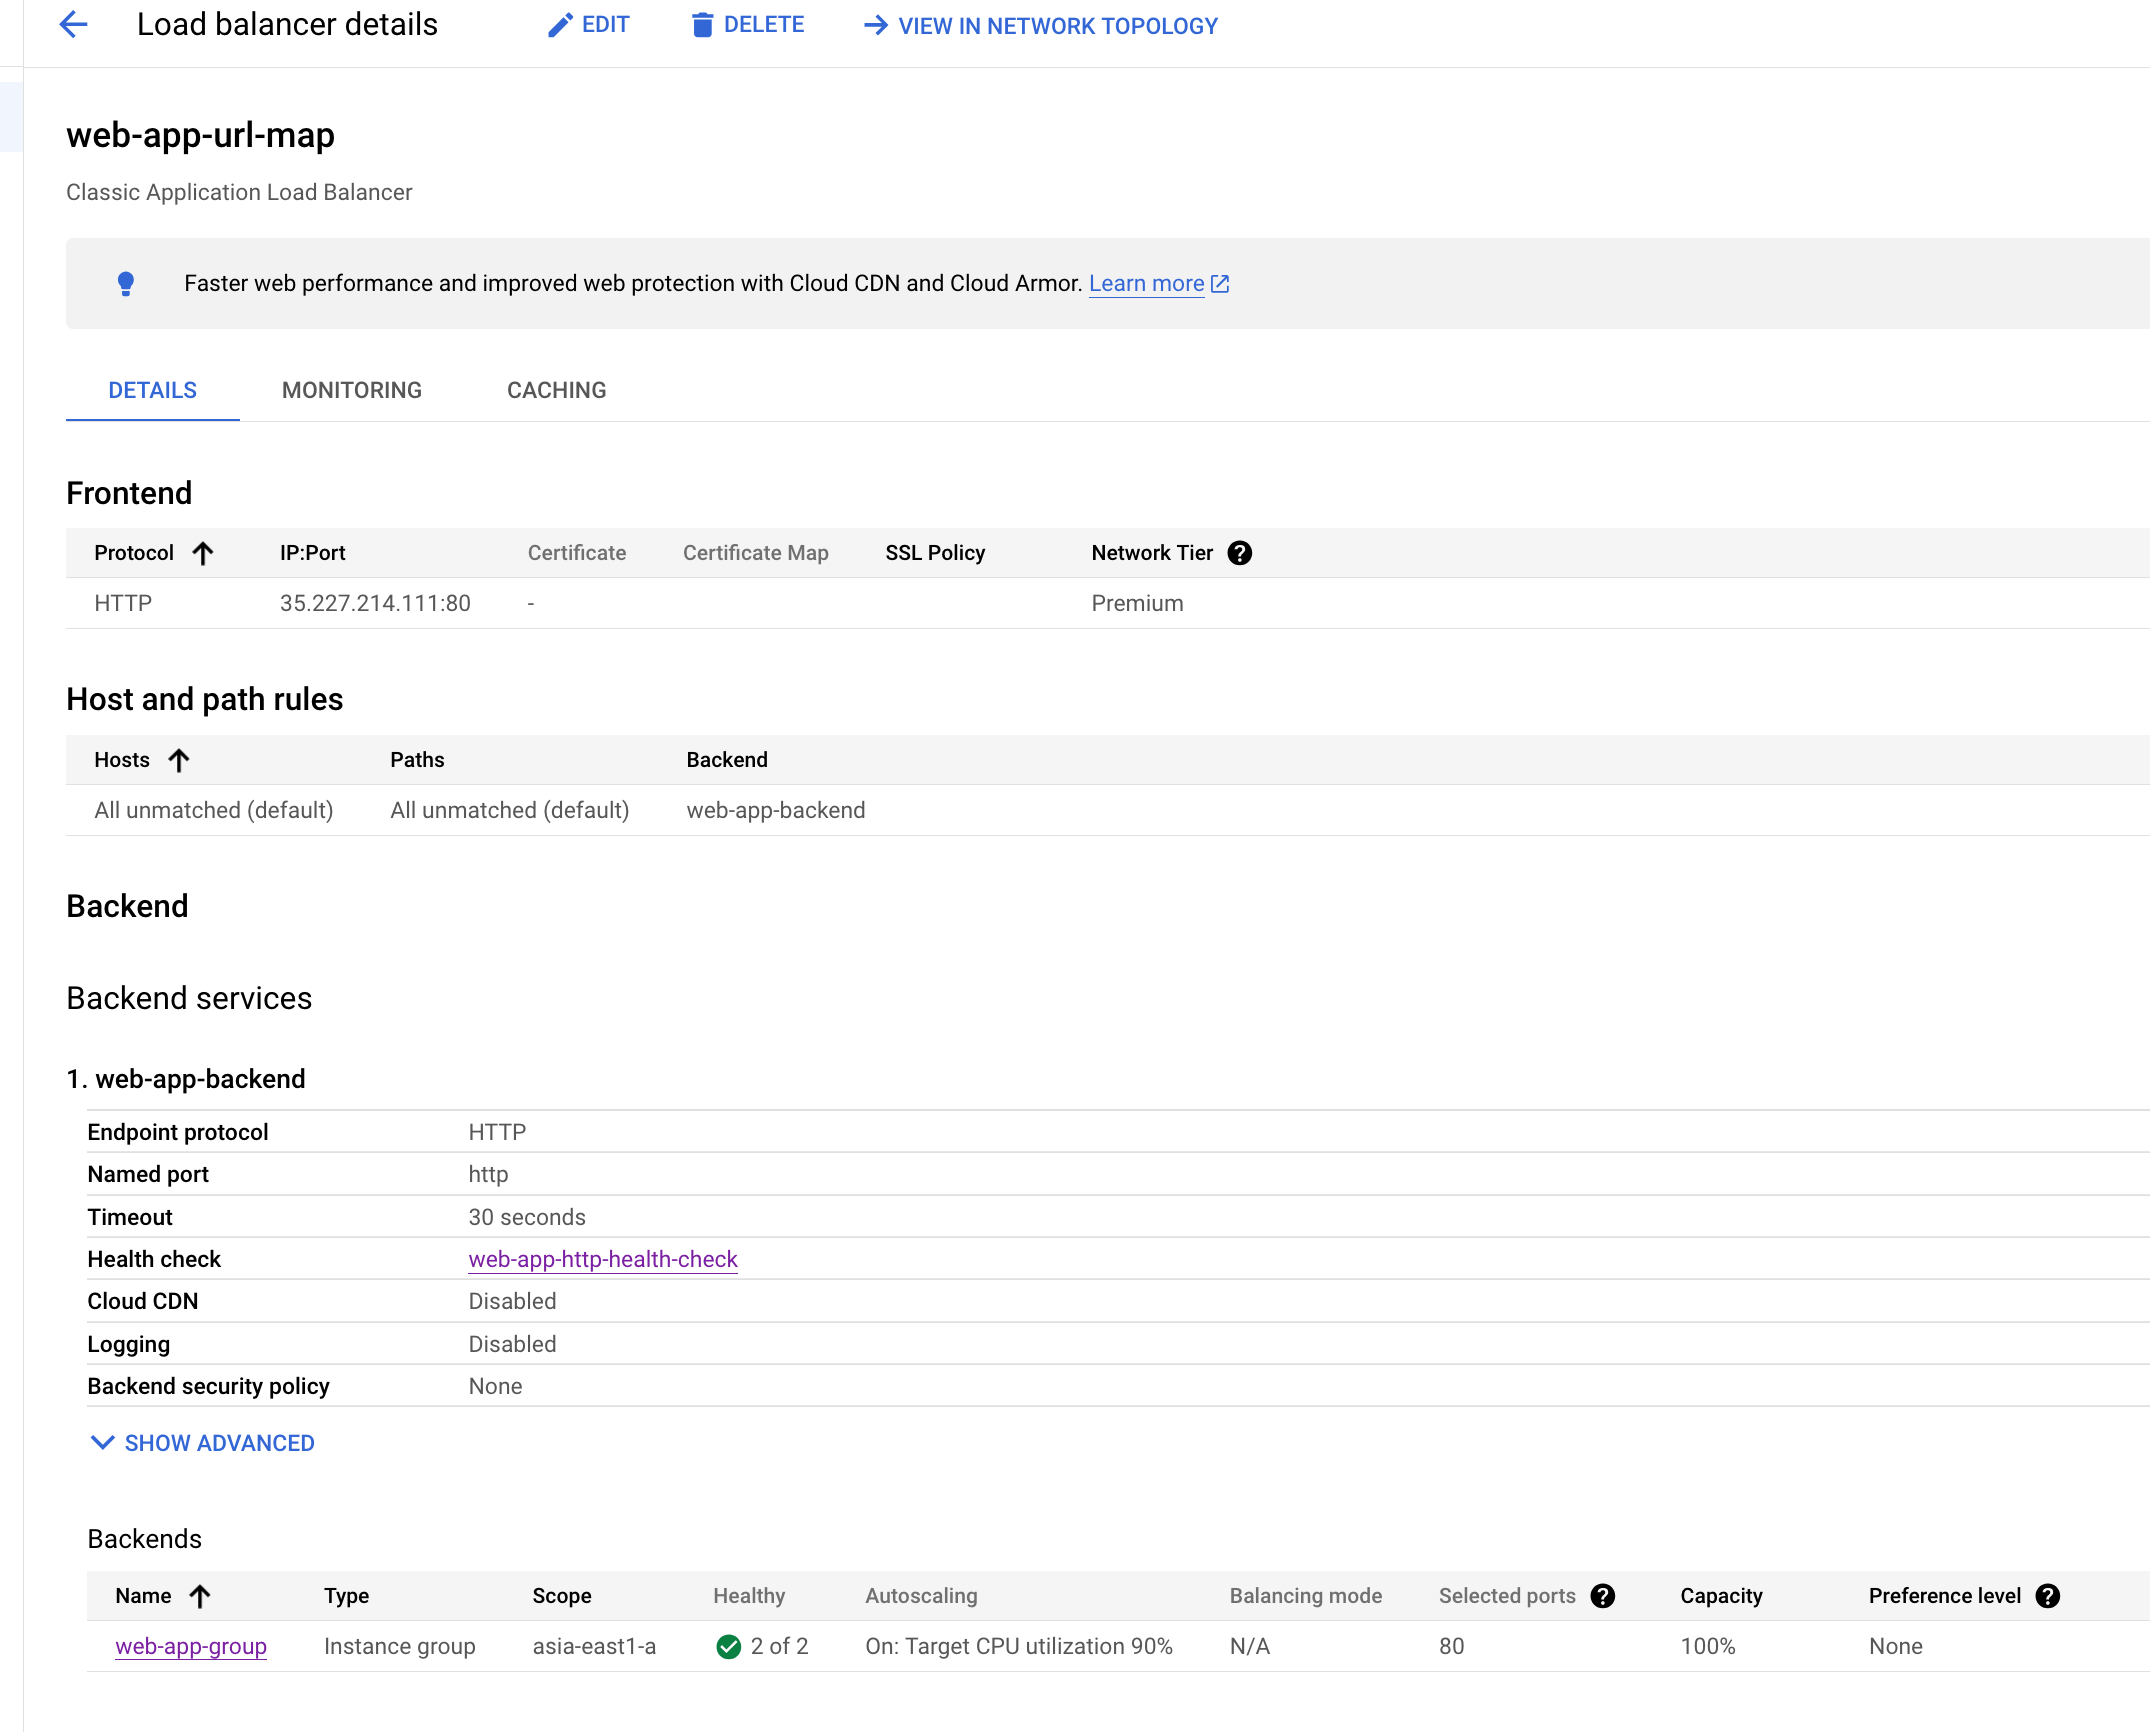 Load balancer details EDIT DELETE VIEW IN NETWORK TOPOLOGY
web-app-url-map
Classic Application Load Balancer
Faster web performance and improved web protection with Cloud CDN and Cloud Armor. Learn more
DETAILS MONITORING CACHING
Frontend
Protocol IP:Port Certificate Certificate Map SSL Policy Network Tier
HTTP 35.227.214.111:80 - Premium
Host and path rules
Hosts Paths Backend
All unmatched (default) All unmatched (default) web-app-backend
Backend
Backend services
1. web-app-backend
Endpoint protocol HTTP
Named port http
Timeout 30 seconds
Health check web-app-http-health-check
Cloud CDN Disabled
Logging Disabled
Backend security policy None
SHOW ADVANCED
Backends
Name Type Scope Healthy Autoscaling Balancing mode Selected ports Capacity Preference level
web-app-group Instance group asia-east1-a 2 of 2 On: Target CPU utilization 90% N/A 80 100% None